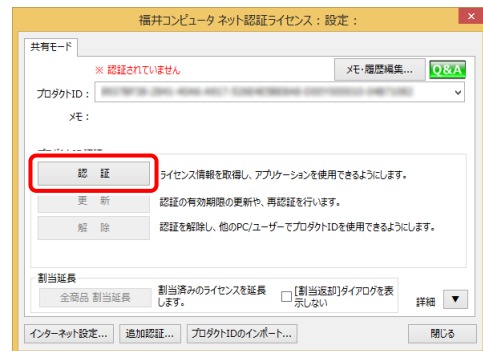 福井コンピュータ ネット認証ライセンス：設定：
×
共有モード
※ 認証されていません
メモ・履歴編集...
Q&A
プロダクトID：
メモ：
認 証
ライセンス情報を取得し、アプリケーションを使用できるようにします。
更 新
認証の有効期限の更新や、再認証を行います。
解 除
認証を解除し、他のPC/ユーザーでプロダクトIDを使用できるようにします。
割当延長
全商品 割当延長
割当済みのライセンスを延長
します。
[割当返却]ダイアログを表
示しない
詳細 ▼
インターネット設定...
追加認証...
プロダクトIDのインポート...
閉じる